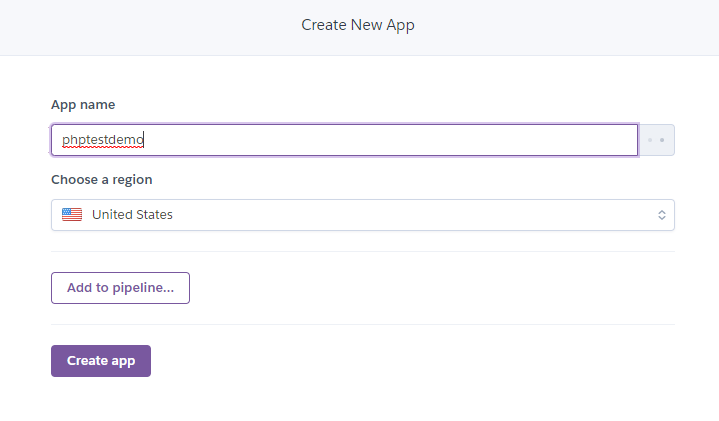 Create New App
App name
phptestdemo
Choose a region
United States
Add to pipeline...
Create app